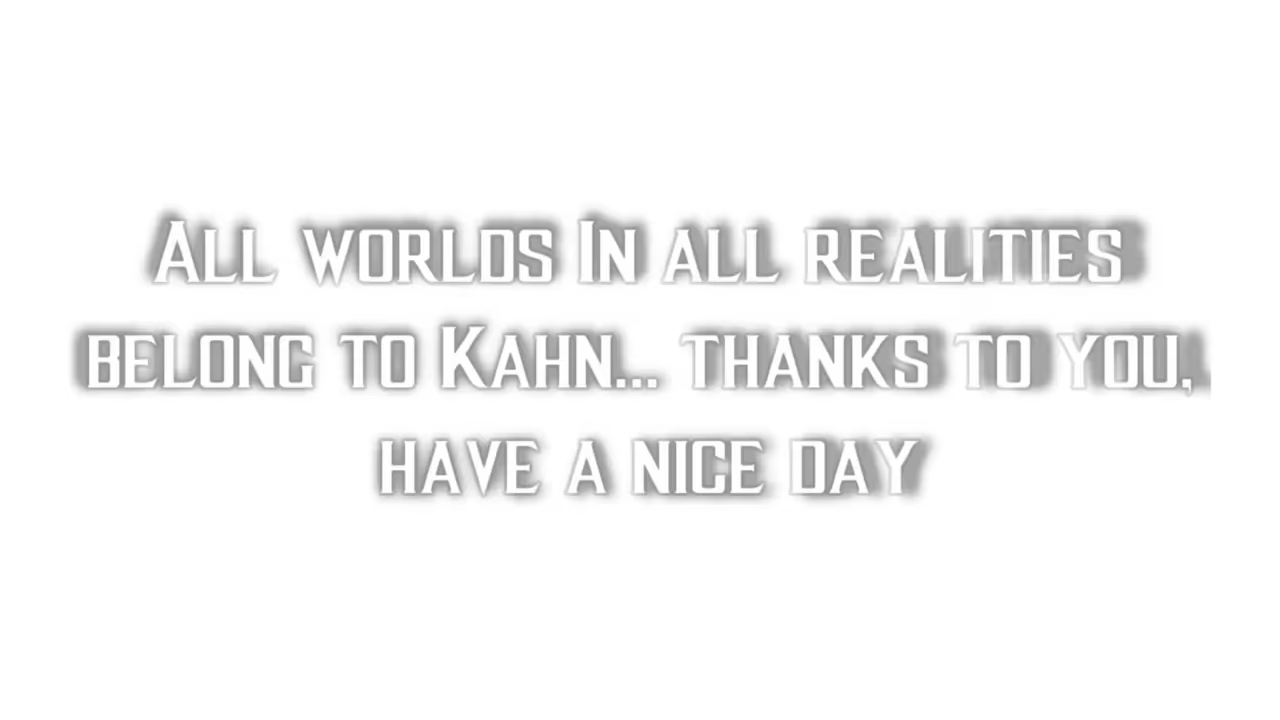 All worlds In all realities
belong to Kahn... thanks to you,
have a nice day